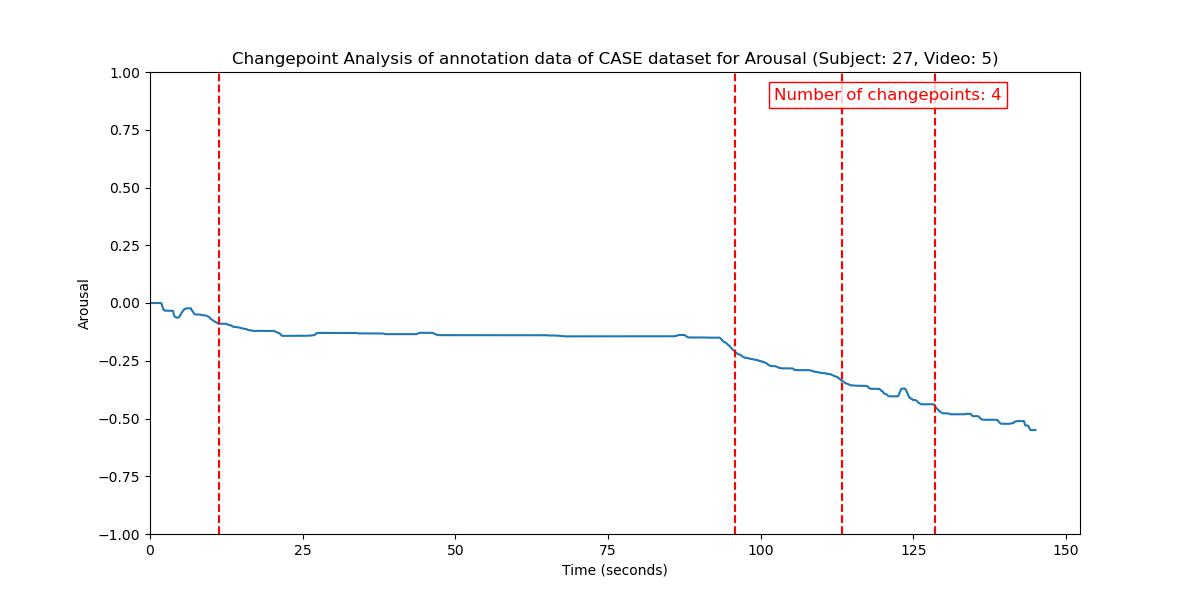 Changepoint Analysis of annotation data of CASE dataset for Arousal (Subject: 27, Video: 5)
Number of changepoints: 4
1.00
0.75
0.50
0.25
0.00
−0.25
−0.50
−0.75
−1.00
Arousal
0 25 50 75 100 125 150
Time (seconds)